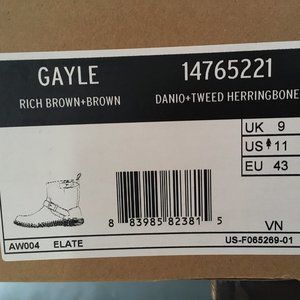 GAYLE 14765221
RICH BROWN+BROWN DANIO+TWEED HERRINGBONE
UK 9
US 11
EU 43
8 83985 82381 5
VN
AW004 ELATE US-F065269-01